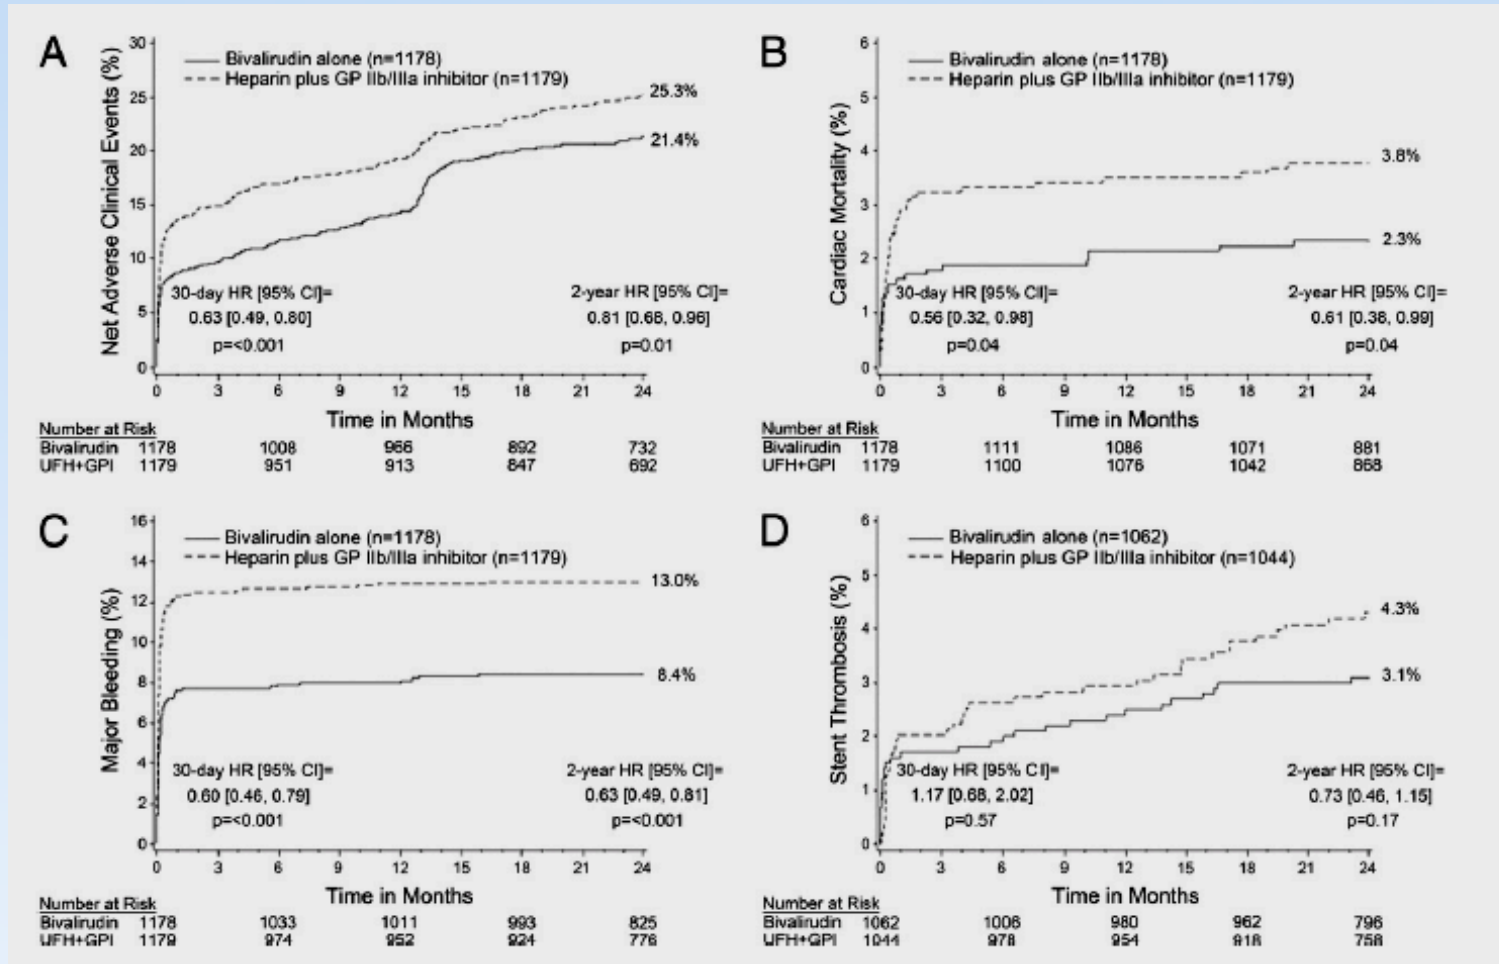 A
Net Adverse Clinical Events (%)
Bivalirudin alone (n=1178)
Heparin plus GP IIb/IIIa inhibitor (n=1179)
30
25
20
15
10
5
0
25.3%
21.4%
30-day HR [95% CI]=
0.63 [0.49, 0.80]
p=<0.001
2-year HR [95% CI]=
0.81 [0.68, 0.96]
p=0.01
0 3 6 9 12 15 18 21 24
Time in Months
Number at Risk
Bivalirudin 1178 1008 966 892 732
UFH+GPI 1179 951 913 847 692
B
Cardiac Mortality (%)
Bivalirudin alone (n=1178)
Heparin plus GP IIb/IIIa inhibitor (n=1179)
6
5
4
3
2
1
0
3.8%
2.3%
30-day HR [95% CI]=
0.56 [0.32, 0.98]
p=0.04
2-year HR [95% CI]=
0.61 [0.38, 0.99]
p=0.04
0 3 6 9 12 15 18 21 24
Time in Months
Number at Risk
Bivalirudin 1178 1111 1086 1071 881
UFH+GPI 1179 1100 1076 1042 868
C
Major Bleeding (%)
Bivalirudin alone (n=1178)
Heparin plus GP IIb/IIIa inhibitor (n=1179)
16
14
12
10
8
6
4
2
0
13.0%
8.4%
30-day HR [95% CI]=
0.60 [0.46, 0.79]
p=<0.001
2-year HR [95% CI]=
0.63 [0.49, 0.81]
p=<0.001
0 3 6 9 12 15 18 21 24
Time in Months
Number at Risk
Bivalirudin 1178 1033 1011 993 825
UFH+GPI 1179 974 952 924 776
D
Stent Thrombosis (%)
Bivalirudin alone (n=1062)
Heparin plus GP IIb/IIIa inhibitor (n=1044)
6
5
4
3
2
1
0
4.3%
3.1%
30-day HR [95% CI]=
1.17 [0.68, 2.02]
p=0.57
2-year HR [95% CI]=
0.73 [0.46, 1.15]
p=0.17
0 3 6 9 12 15 18 21 24
Time in Months
Number at Risk
Bivalirudin 1062 1006 980 962 796
UFH+GPI 1044 978 954 918 758